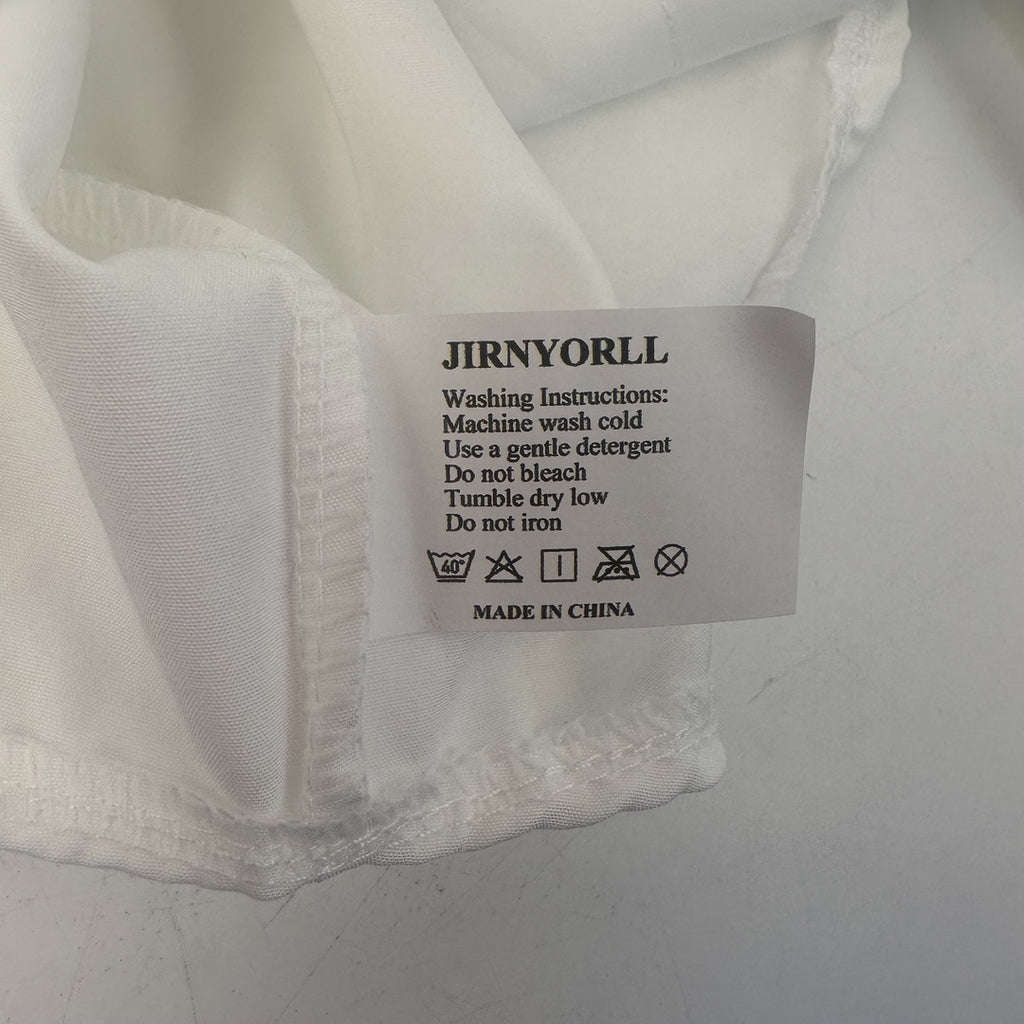 JIRNYORLL
Washing Instructions:
Machine wash cold
Use a gentle detergent
Do not bleach
Tumble dry low
Do not iron
40°
MADE IN CHINA